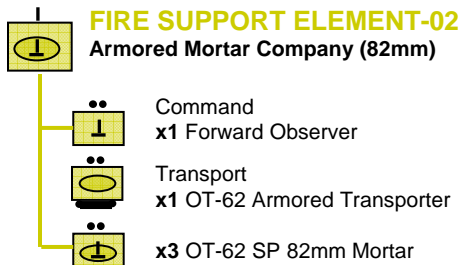 FIRE SUPPORT ELEMENT-02
Armored Mortar Company (82mm)
Command
x1 Forward Observer
Transport
x1 OT-62 Armored Transporter
x3 OT-62 SP 82mm Mortar